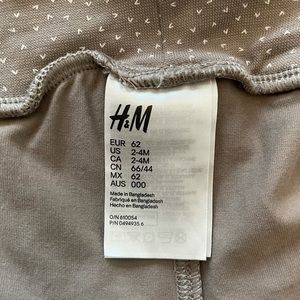 H&M
EUR 62
US 2-4M
CA 2-4M
CN 66/44
MX 62
AUS 000
Made in Bangladesh
Fabriqué en Bangladesh
Hecho en Bangladesh
O/N 610054
P/N 0494935 6